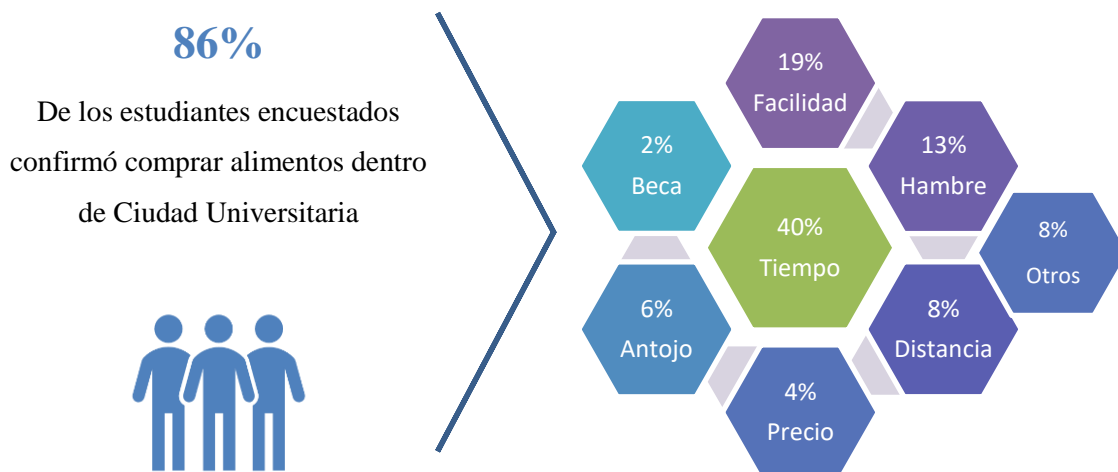 86%
De los estudiantes encuestados
confirmó comprar alimentos dentro
de Ciudad Universitaria
19%
Facilidad
2%
Beca
13%
Hambre
40%
Tiempo
8%
Otros
6%
Antojo
8%
Distancia
4%
Precio